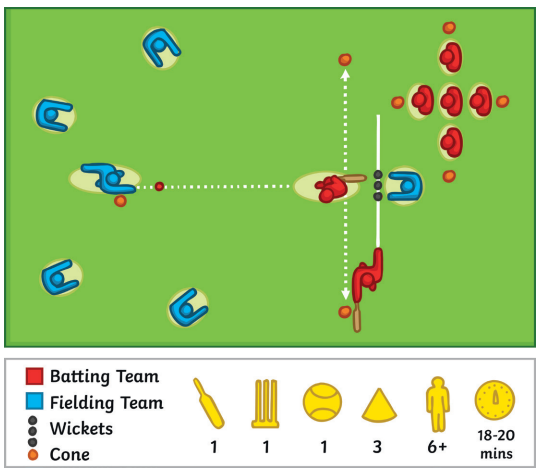 Batting Team
Fielding Team
Wickets
Cone
1
1
1
3
6+
18-20
mins